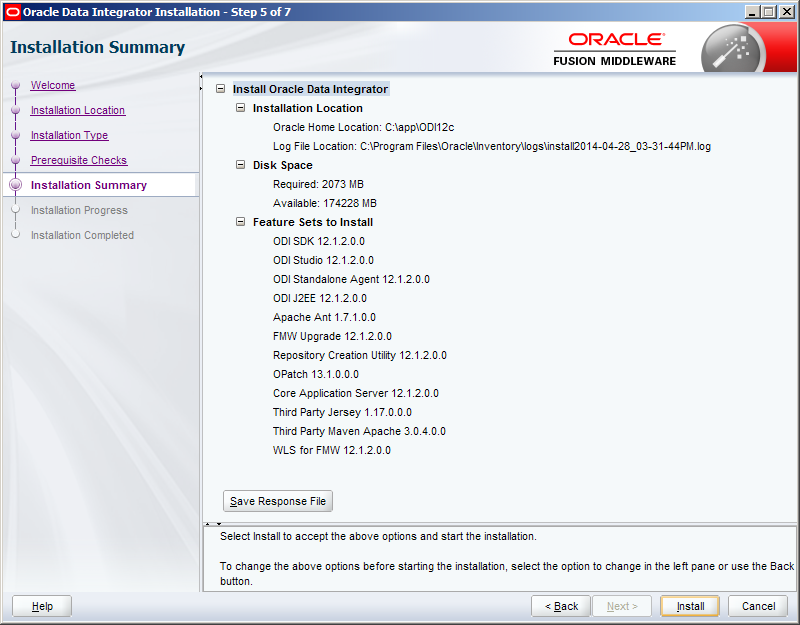 Oracle Data Integrator Installation - Step 5 of 7
Installation Summary
ORACLE
FUSION MIDDLEWARE
Welcome
Installation Location
Installation Type
Prerequisite Checks
Installation Summary
Installation Progress
Installation Completed
Install Oracle Data Integrator
Installation Location
Oracle Home Location: C:\app\ODI12c
Log File Location: C:\Program Files\Oracle\Inventory\logs\install2014-04-28_03-31-44PM.log
Disk Space
Required: 2073 MB
Available: 174228 MB
Feature Sets to Install
ODI SDK 12.1.2.0.0
ODI Studio 12.1.2.0.0
ODI Standalone Agent 12.1.2.0.0
ODI J2EE 12.1.2.0.0
Apache Ant 1.7.1.0.0
FMW Upgrade 12.1.2.0.0
Repository Creation Utility 12.1.2.0.0
OPatch 13.1.0.0.0
Core Application Server 12.1.2.0.0
Third Party Jersey 1.17.0.0.0
Third Party Maven Apache 3.0.4.0.0
WLS for FMW 12.1.2.0.0
Save Response File
Select Install to accept the above options and start the installation.
To change the above options before starting the installation, select the option to change in the left pane or use the Back
button.
Help
< Back
Next >
Install
Cancel